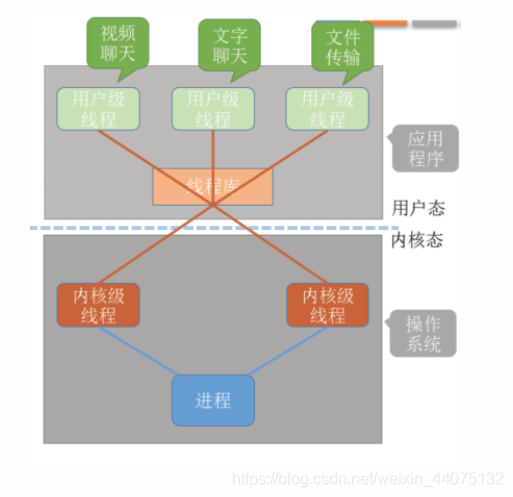 视频
聊天
文字
聊天
文件
传输
用户级
线程
用户级
线程
用户级
线程
应用
程序
线程库
用户态
内核态
内核级
线程
内核级
线程
操作
系统
进程
https://blog.csdn.net/weixin_44075132